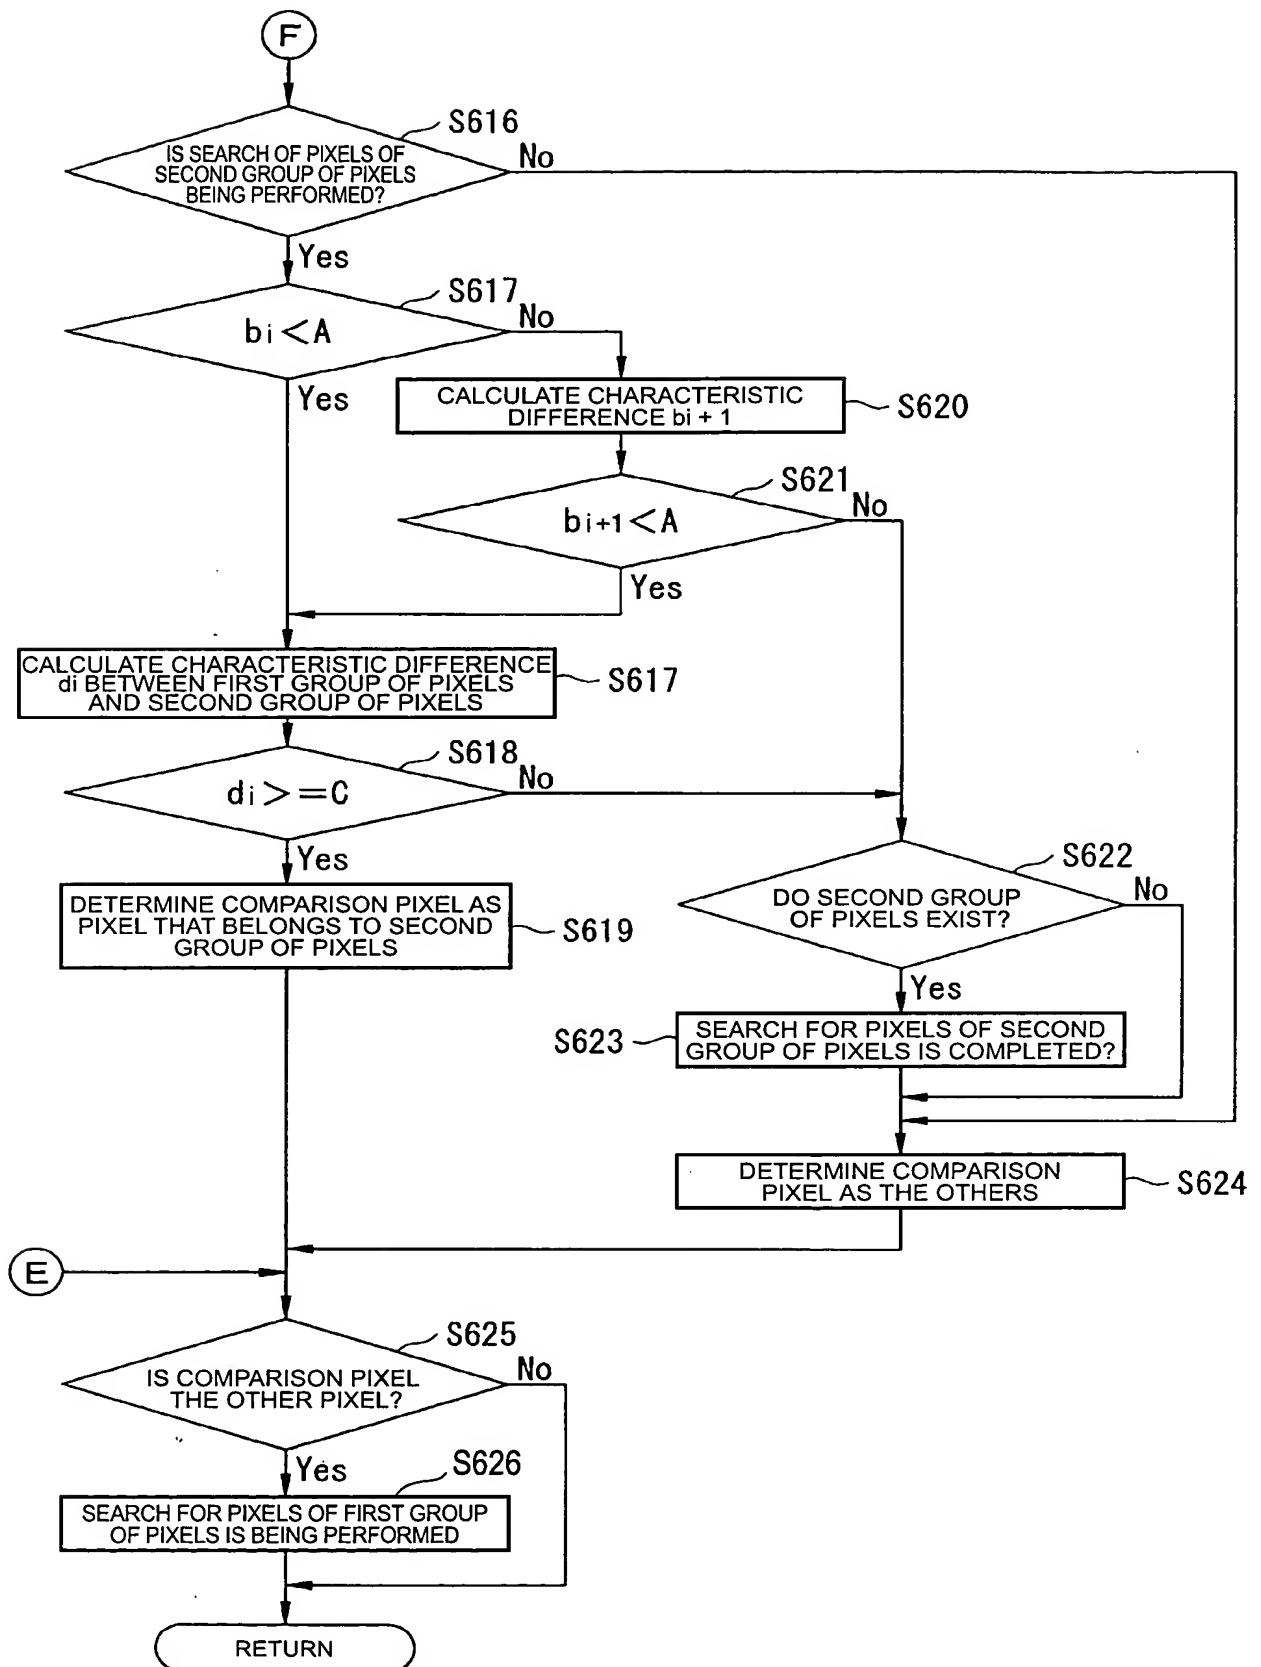 F
S616
IS SEARCH OF PIXELS OF
SECOND GROUP OF PIXELS
BEING PERFORMED?
No
Yes
S617
bi<A
No
Yes
CALCULATE CHARACTERISTIC
DIFFERENCE bi + 1
S620
S621
bi+1<A
No
Yes
CALCULATE CHARACTERISTIC DIFFERENCE
di BETWEEN FIRST GROUP OF PIXELS
AND SECOND GROUP OF PIXELS
S617
S618
di>=C
No
Yes
DETERMINE COMPARISON PIXEL AS
PIXEL THAT BELONGS TO SECOND
GROUP OF PIXELS
S619
S622
DO SECOND GROUP
OF PIXELS EXIST?
No
Yes
S623
SEARCH FOR PIXELS OF SECOND
GROUP OF PIXELS IS COMPLETED?
DETERMINE COMPARISON
PIXEL AS THE OTHERS
S624
E
S625
IS COMPARISON PIXEL
THE OTHER PIXEL?
No
Yes
S626
SEARCH FOR PIXELS OF FIRST GROUP
OF PIXELS IS BEING PERFORMED
RETURN